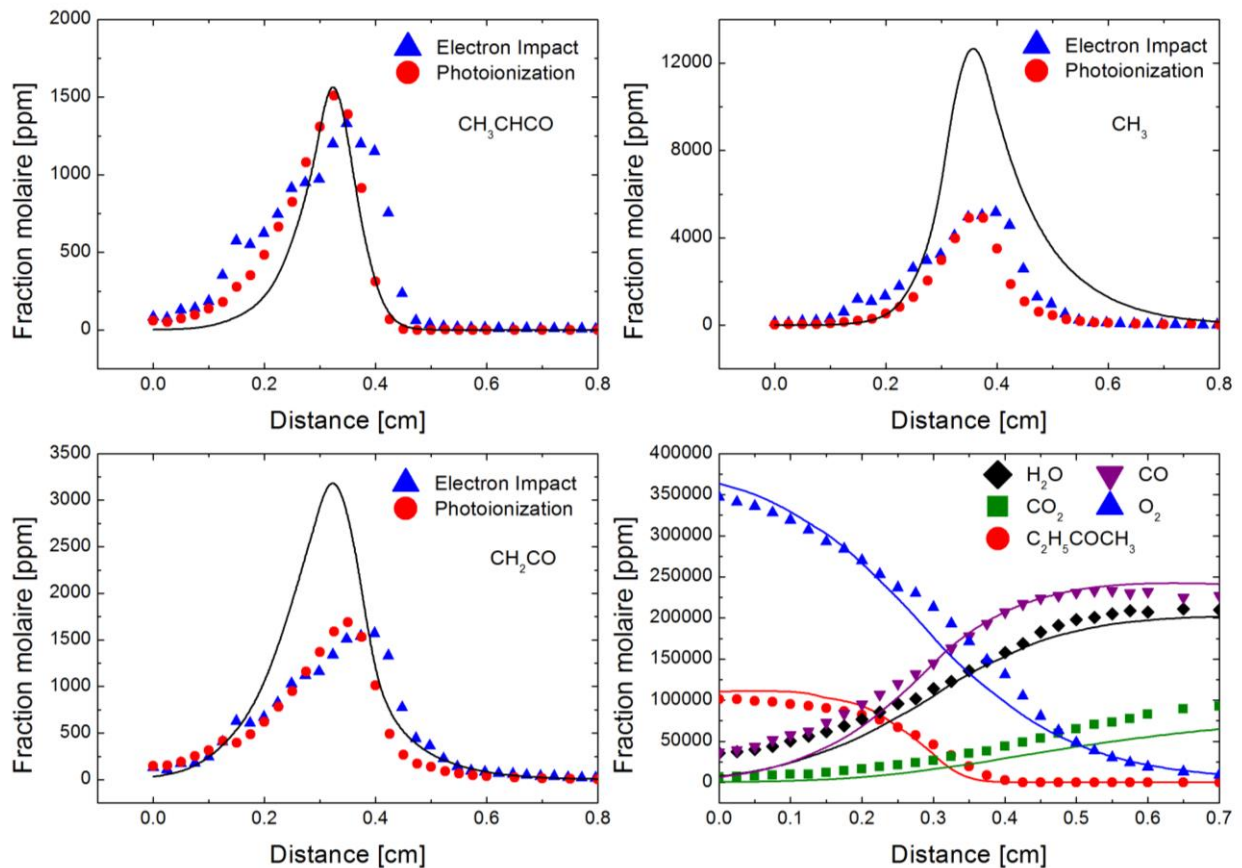 2000
1500
1000
500
0
Fraction molaire [ppm]
Electron Impact
Photoionization
CH₃CHCO
0.0 0.2 0.4 0.6 0.8
Distance [cm]
12000
8000
4000
0
Fraction molaire [ppm]
Electron Impact
Photoionization
CH₃
0.0 0.2 0.4 0.6 0.8
Distance [cm]
3500
3000
2500
2000
1500
1000
500
0
Fraction molaire [ppm]
Electron Impact
Photoionization
CH₂CO
0.0 0.2 0.4 0.6 0.8
Distance [cm]
400000
350000
300000
250000
200000
150000
100000
50000
0
Fraction molaire [ppm]
H₂O CO
CO₂ O₂
C₂H₅COCH₃
0.0 0.1 0.2 0.3 0.4 0.5 0.6 0.7
Distance [cm]